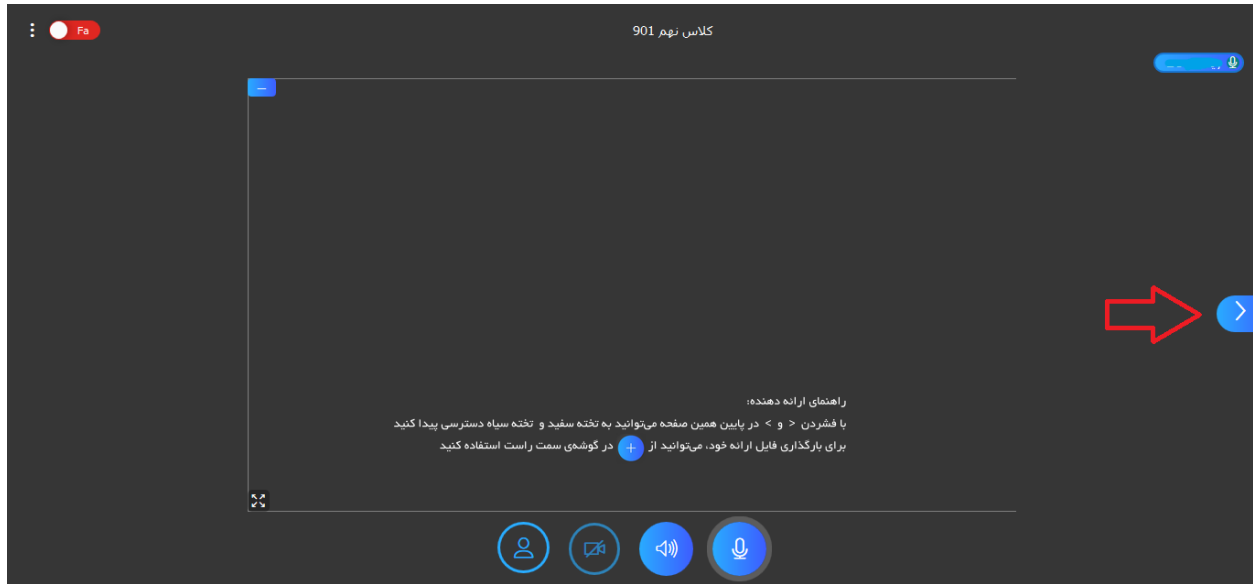 Fa
کلاس نهم 901
راهنمای ارائه دهنده:
با فشردن < و > در پایین همین صفحه می‌توانید به تخته سفید و تخته سیاه دسترسی پیدا کنید
برای بارگذاری فایل ارائه خود، می‌توانید از + در گوشه‌ی سمت راست استفاده کنید